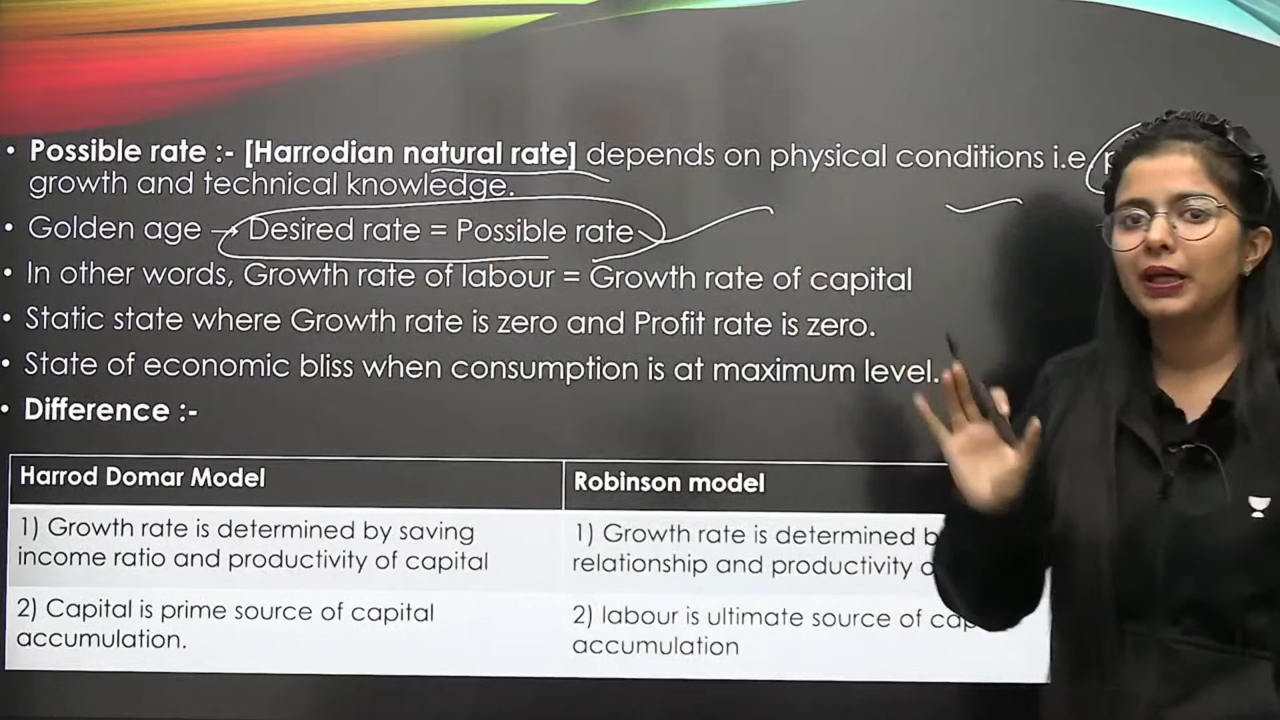 • Possible rate :- [Harrodian natural rate] depends on physical conditions i.e
growth and technical knowledge.
• Golden age → Desired rate = Possible rate
• In other words, Growth rate of labour = Growth rate of capital
• Static state where Growth rate is zero and Profit rate is zero.
• State of economic bliss when consumption is at maximum level.
• Difference :-
Harrod Domar Model
Robinson model
1) Growth rate is determined by saving
income ratio and productivity of capital
1) Growth rate is determined
relationship and productivity
2) Capital is prime source of capital
accumulation.
2) labour is ultimate source of
accumulation